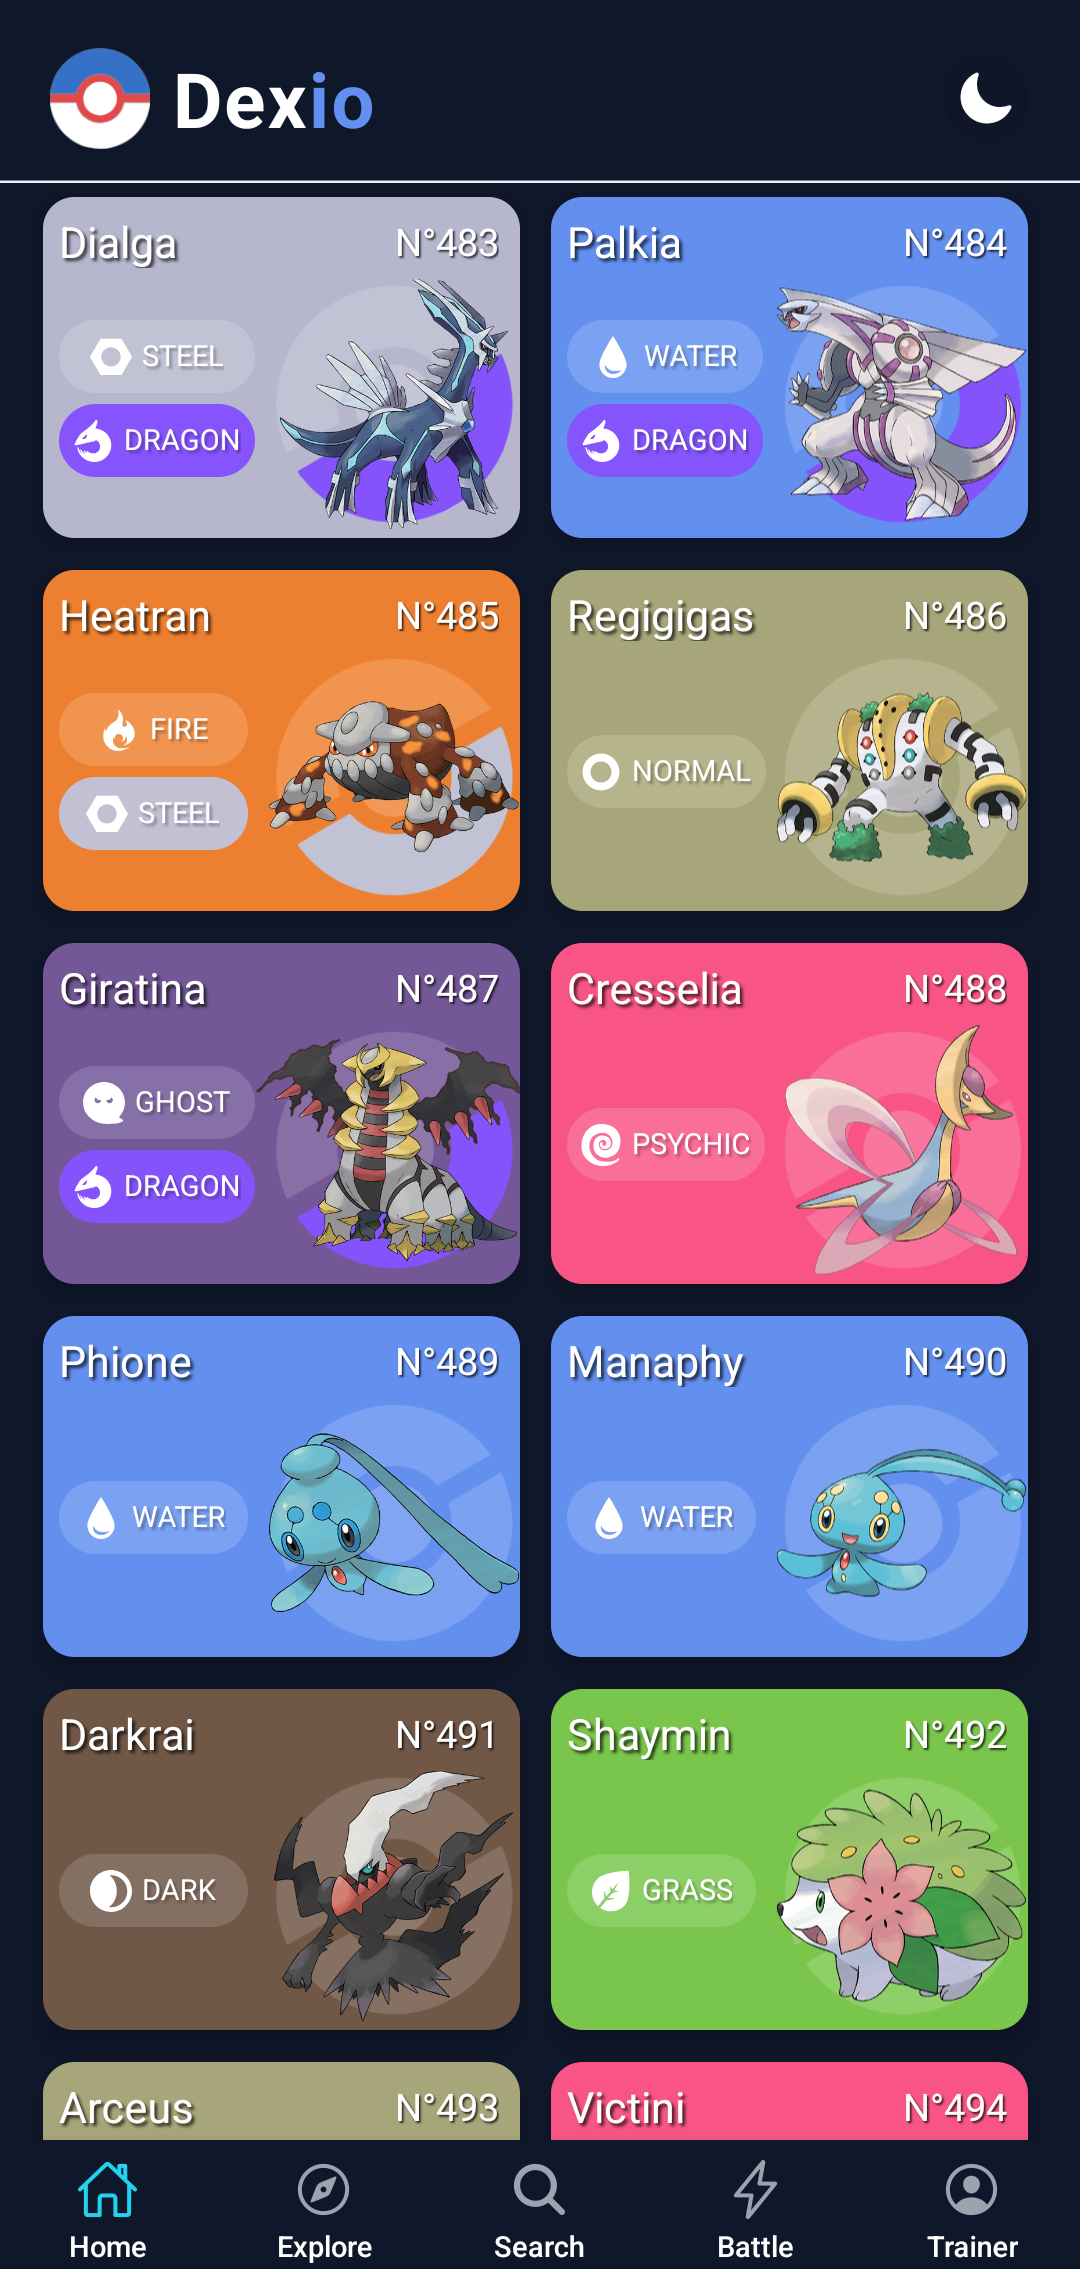 Dexio
Dialga N°483
STEEL
DRAGON
Palkia N°484
WATER
DRAGON
Heatran N°485
FIRE
STEEL
Regigigas N°486
NORMAL
Giratina N°487
GHOST
DRAGON
Cresselia N°488
PSYCHIC
Phione N°489
WATER
Manaphy N°490
WATER
Darkrai N°491
DARK
Shaymin N°492
GRASS
Arceus N°493
Victini N°494
Home
Explore
Search
Battle
Trainer